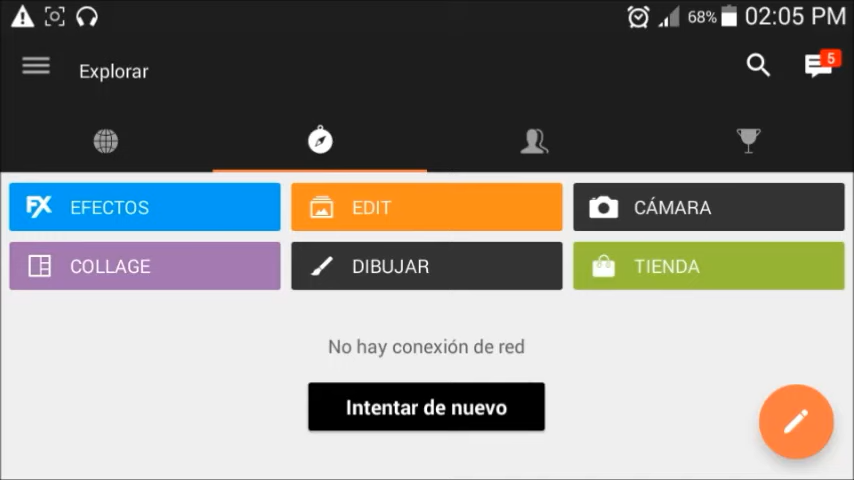 68% 02:05 PM
Explorar
5
FX EFECTOS
EDIT
CÁMARA
COLLAGE
DIBUJAR
TIENDA
No hay conexión de red
Intentar de nuevo